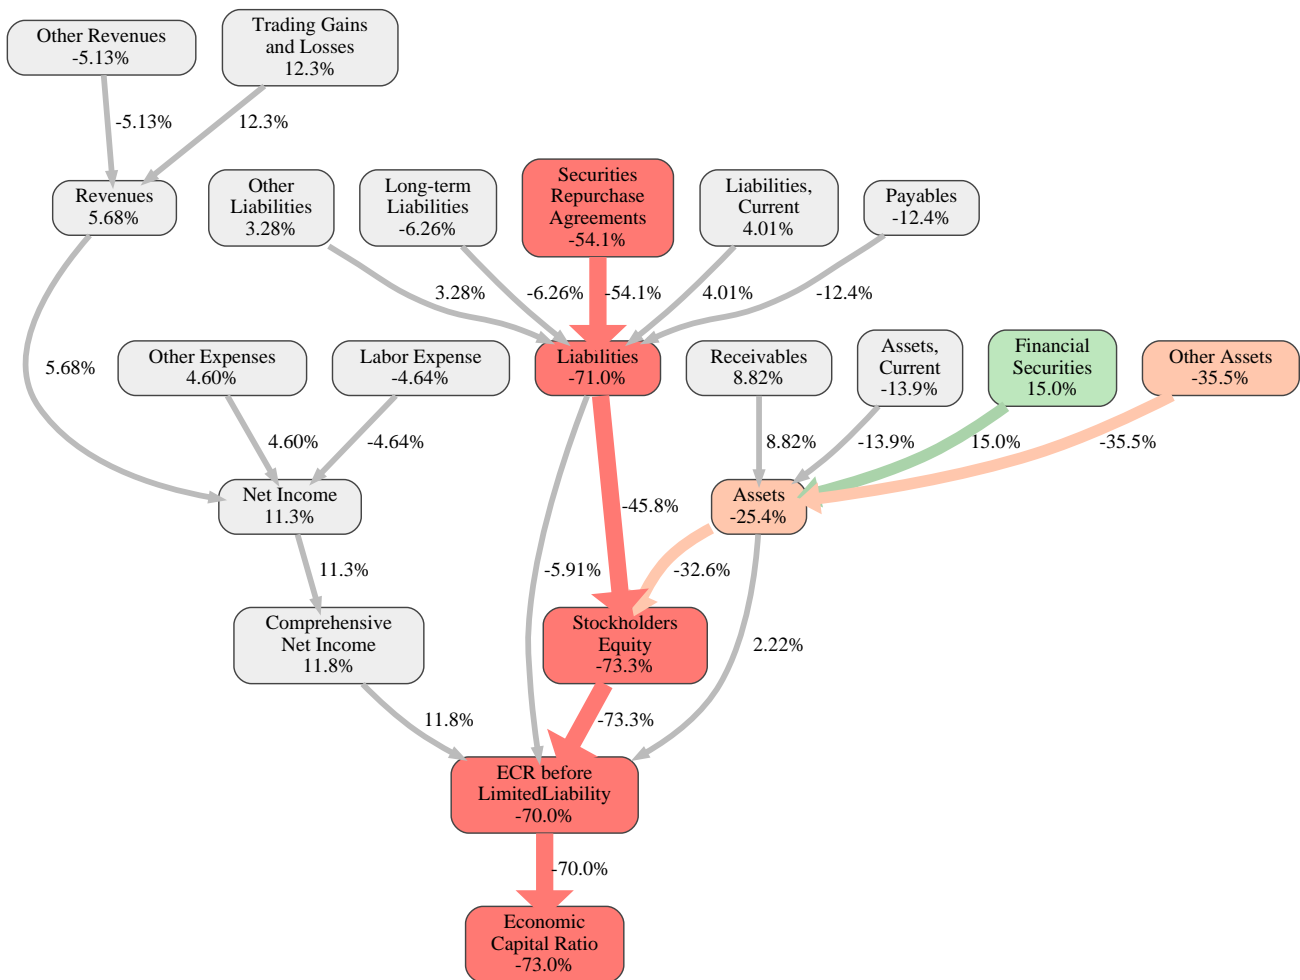 Other Revenues
-5.13%
Trading Gains
and Losses
12.3%
-5.13%
12.3%
Revenues
5.68%
Other
Liabilities
3.28%
Long-term
Liabilities
-6.26%
Securities
Repurchase
Agreements
-54.1%
Liabilities,
Current
4.01%
Payables
-12.4%
3.28%
-6.26%
-54.1%
4.01%
-12.4%
5.68%
Other Expenses
4.60%
Labor Expense
-4.64%
Liabilities
-71.0%
Receivables
8.82%
Assets,
Current
-13.9%
Financial
Securities
15.0%
Other Assets
-35.5%
4.60%
-4.64%
8.82%
-13.9%
15.0%
-35.5%
Net Income
11.3%
-45.8%
Assets
-25.4%
11.3%
-5.91%
-32.6%
2.22%
Comprehensive
Net Income
11.8%
Stockholders
Equity
-73.3%
11.8%
-73.3%
ECR before
LimitedLiability
-70.0%
-70.0%
Economic
Capital Ratio
-73.0%